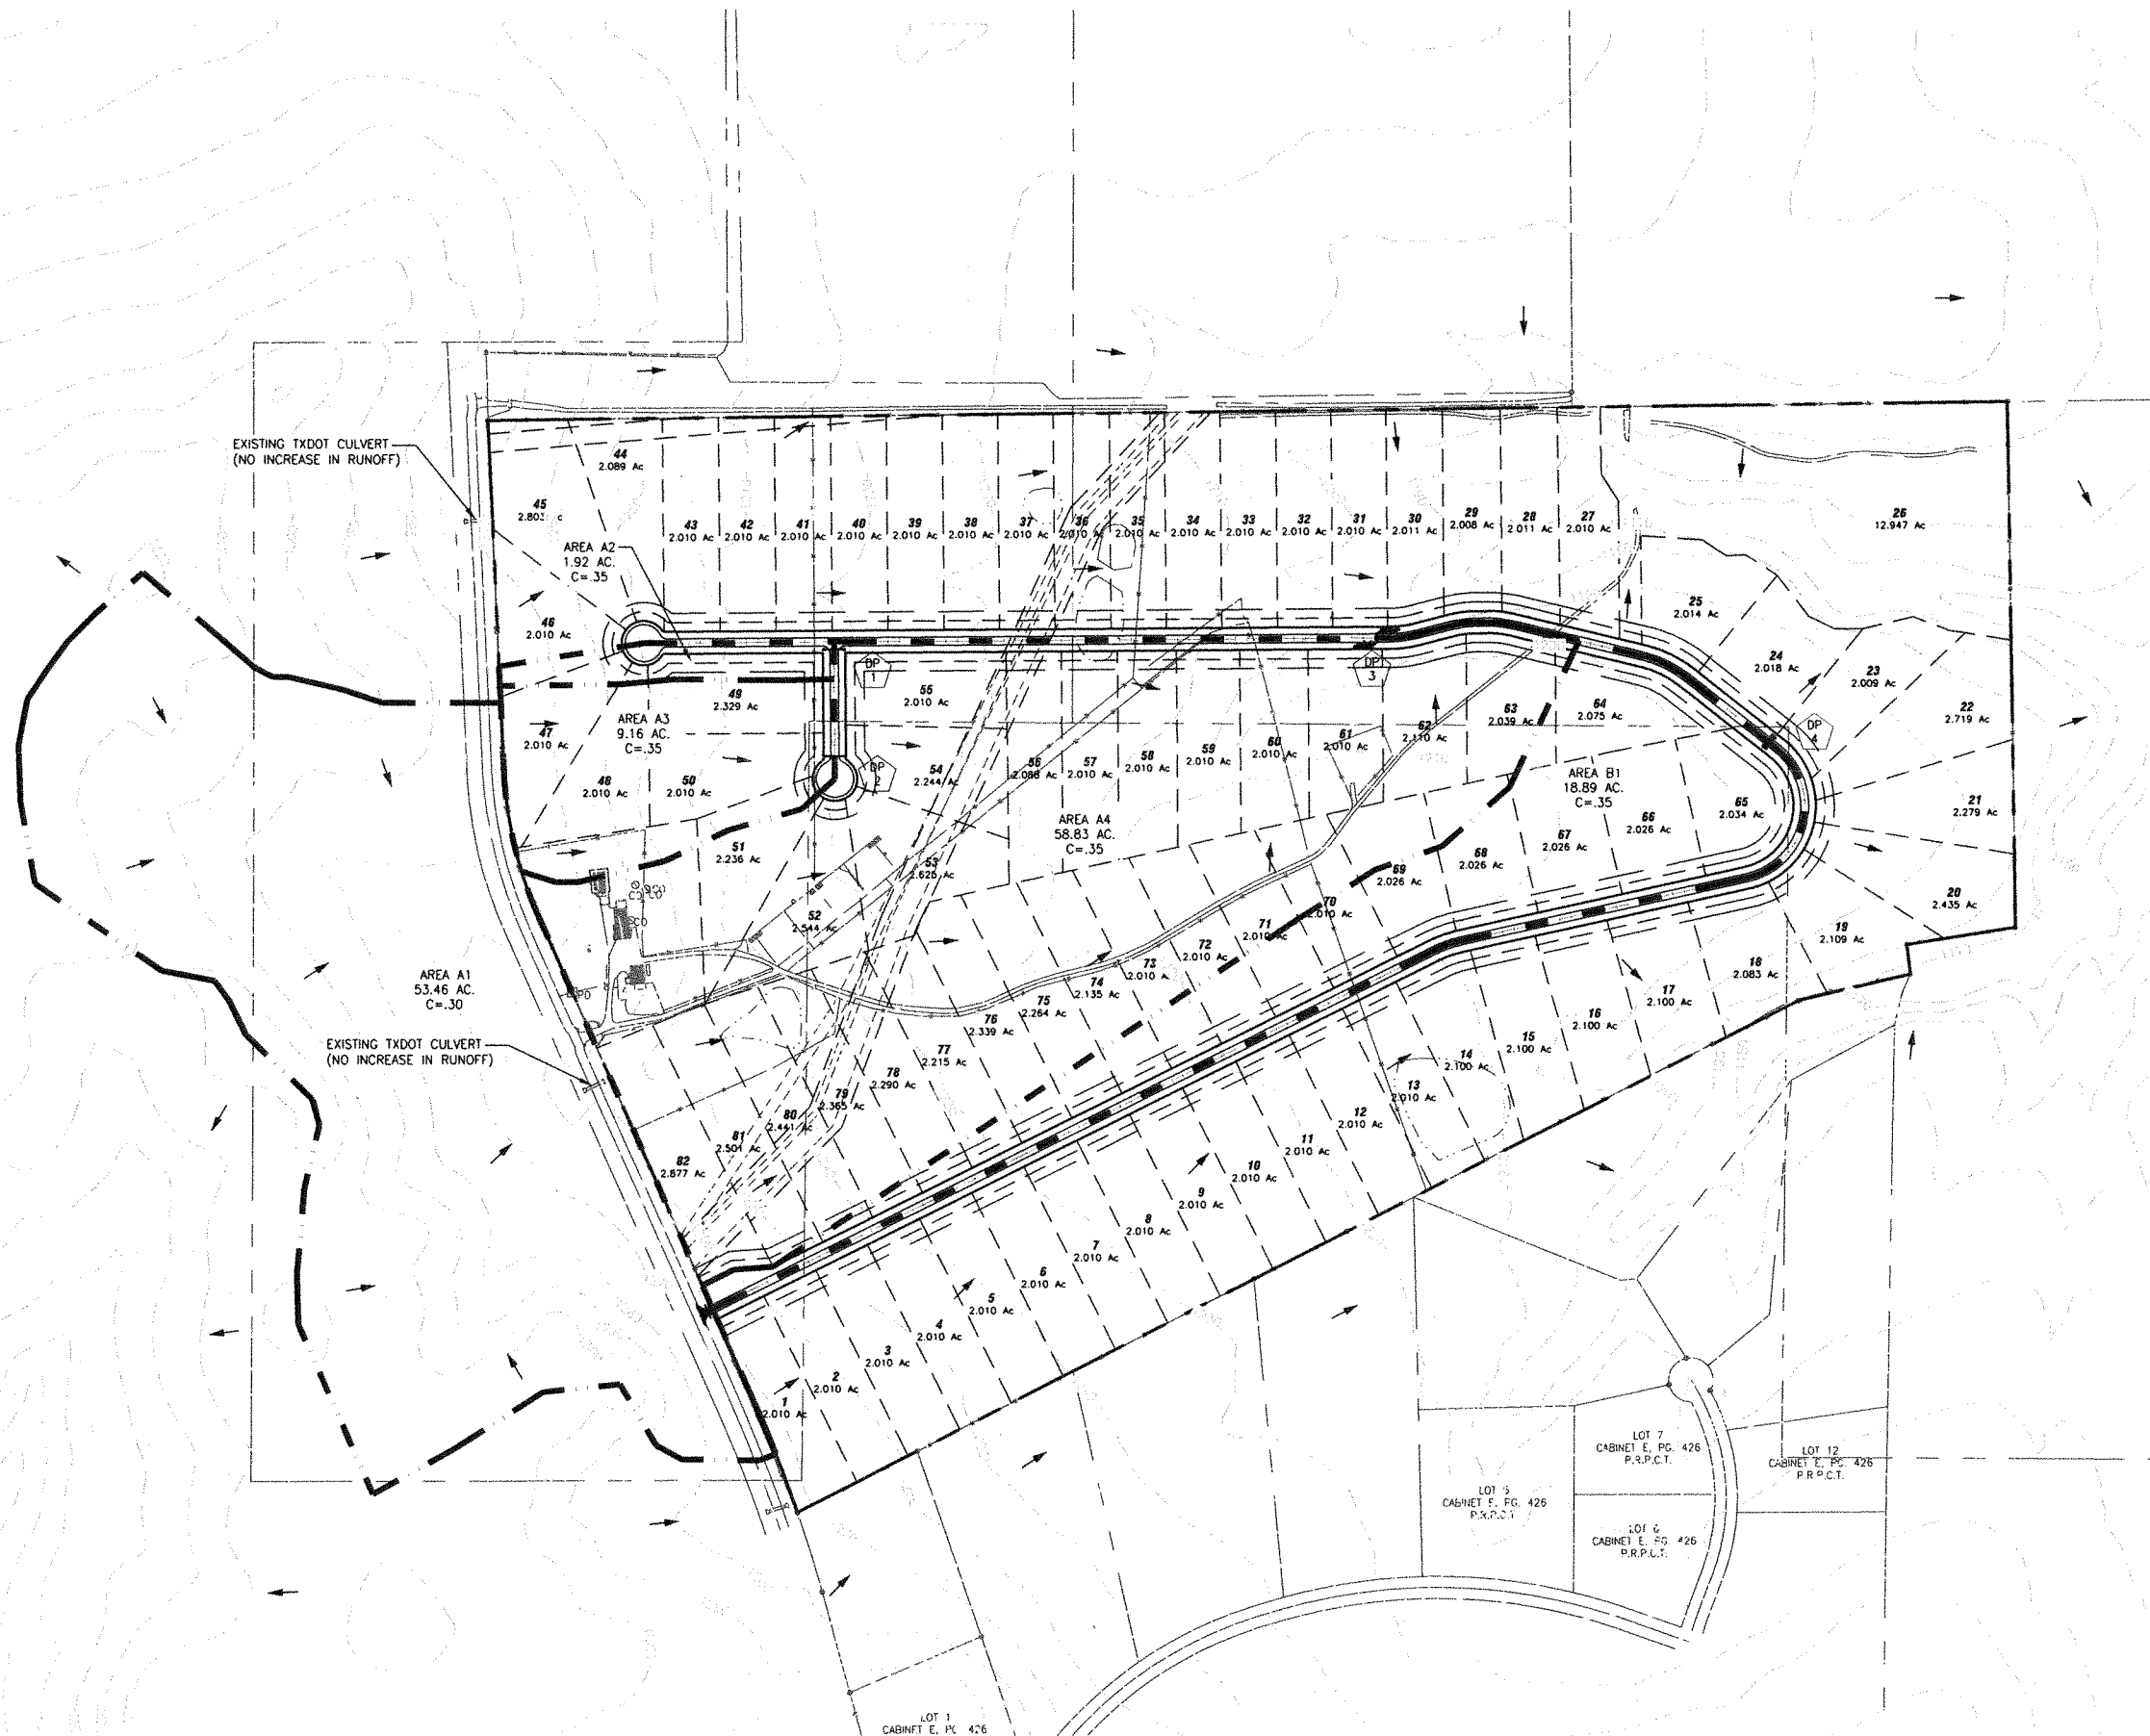 EXISTING TXDOT CULVERT
(NO INCREASE IN RUNOFF)
44
2.089 Ac
45
46
2.010 Ac
AREA A2
1.92 AC.
C=.35
43
2.010 Ac
42
2.010 Ac
41
2.010 Ac
40
2.010 Ac
39
2.010 Ac
38
2.010 Ac
37
2.010 Ac
36
2.010 Ac
35
2.010 Ac
34
2.010 Ac
33
2.010 Ac
32
2.010 Ac
31
2.010 Ac
30
2.011 Ac
29
2.008 Ac
28
2.011 Ac
27
2.010 Ac
26
12.947 Ac
25
2.014 Ac
24
2.018 Ac
23
2.009 Ac
22
2.719 Ac
21
2.279 Ac
20
2.435 Ac
19
2.109 Ac
18
2.083 Ac
17
2.100 Ac
16
2.100 Ac
15
2.100 Ac
14
2.100 Ac
13
2.010 Ac
12
2.010 Ac
11
2.010 Ac
10
2.010 Ac
9
2.010 Ac
8
2.010 Ac
7
2.010 Ac
6
2.010 Ac
5
2.010 Ac
4
2.010 Ac
3
2.010 Ac
2
2.010 Ac
1
2.010 Ac
DP
1
DP
2
DP
3
DP
4
47
2.010 Ac
48
2.010 Ac
49
2.329 Ac
AREA A3
9.16 AC.
C=.35
50
2.010 Ac
51
2.236 Ac
52
2.544 Ac
53
54
2.244 Ac
55
2.010 Ac
56
2.088 Ac
57
2.010 Ac
58
2.010 Ac
59
2.010 Ac
60
2.010 Ac
61
2.010 Ac
62
2.110 Ac
63
2.039 Ac
64
2.075 Ac
AREA A4
58.83 AC.
C=.35
AREA B1
18.89 AC.
C=.35
65
2.034 Ac
66
2.026 Ac
67
2.026 Ac
68
2.026 Ac
69
2.026 Ac
70
2.010 Ac
71
2.010 Ac
72
2.010 Ac
73
2.010 A
74
2.135 Ac
75
2.264 Ac
76
2.339 Ac
77
2.215 Ac
78
2.290 Ac
79
2.365 Ac
80
2.441 Ac
81
2.501 Ac
82
2.877 Ac
AREA A1
53.46 AC.
C=.30
EXISTING TXDOT CULVERT
(NO INCREASE IN RUNOFF)
LOT 7
CABINET E, PG. 426
P.R.P.C.T.
LOT 12
CABINET E, PG. 426
P.R.P.C.T.
LOT 5
CABINET E, PG. 426
P.R.P.C.T.
LOT 6
CABINET E, PG. 426
P.R.P.C.T.
LOT 1
CABINET E, PG. 426